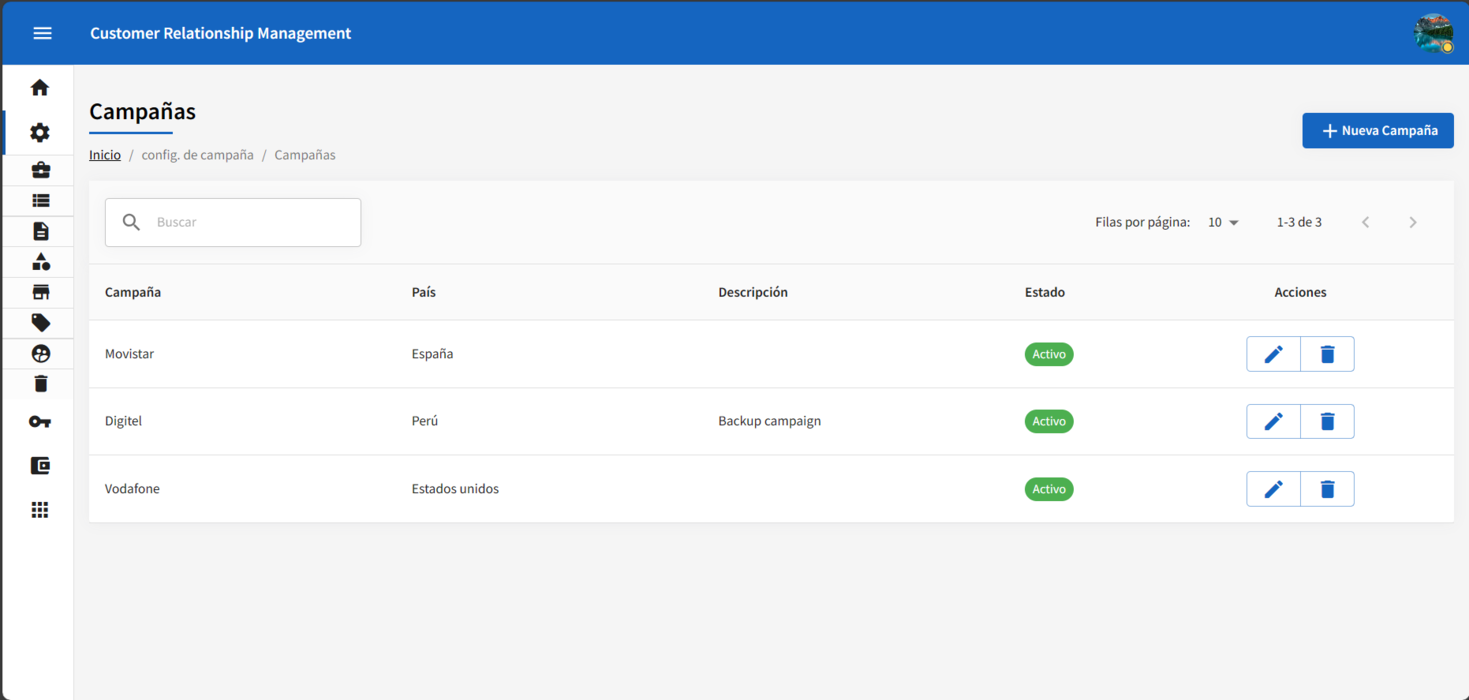 Customer Relationship Management
Campañas
Nueva Campaña
Inicio / config. de campaña / Campañas
Buscar
Filas por página: 10 1-3 de 3
Campaña País Descripción Estado Acciones
Movistar España Activo
Digitel Perú Backup campaign Activo
Vodafone Estados unidos Activo